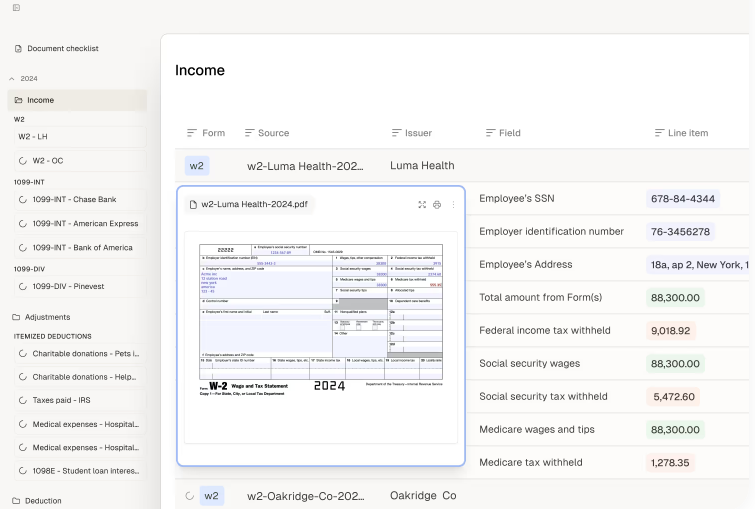 Document checklist
2024
Income
W2
W2 - LH
W2 - OC
1099-INT
1099-INT - Chase Bank
1099-INT - American Express
1099-INT - Bank of America
1099-DIV
1099-DIV - Pinevest
Adjustments
ITEMIZED DEDUCTIONS
Charitable donations - Pets i...
Charitable donations - Help...
Taxes paid - IRS
Medical expenses - Hospital...
Medical expenses - Hospital...
1098E - Student loan interes...
Deduction
Income
Form Source Issuer Field Line item
w2 w2-Luma Health-202... Luma Health
w2-Luma Health-2024.pdf
22222
Form W-2 Wage and Tax Statement 2024
Department of the Treasury—Internal Revenue Service
Copy 1—For State, City, or Local Tax Department
Employee's SSN 678-84-4344
Employer identification number 76-3456278
Employee's Address 18a, ap 2, New York, 1
Total amount from Form(s) 88,300.00
Federal income tax withheld 9,018.92
Social security wages 88,300.00
Social security tax withheld 5,472.60
Medicare wages and tips 88,300.00
Medicare tax withheld 1,278.35
w2 w2-Oakridge-Co-202... Oakridge Co